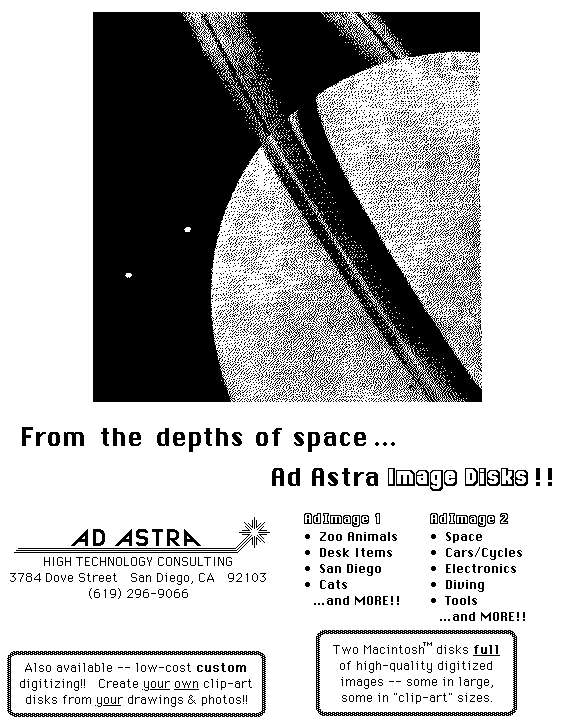 From the depths of space...
Ad Astra Image Disks!!
AD ASTRA
HIGH TECHNOLOGY CONSULTING
3784 Dove Street San Diego, CA 92103
(619) 296-9066
AdImage 1
• Zoo Animals
• Desk Items
• San Diego
• Cats
...and MORE!!
AdImage 2
• Space
• Cars/Cycles
• Electronics
• Diving
• Tools
...and MORE!!
Also available -- low-cost custom
digitizing!! Create your own clip-art
disks from your drawings & photos!!
Two Macintosh™ disks full
of high-quality digitized
images -- some in large,
some in "clip-art" sizes.